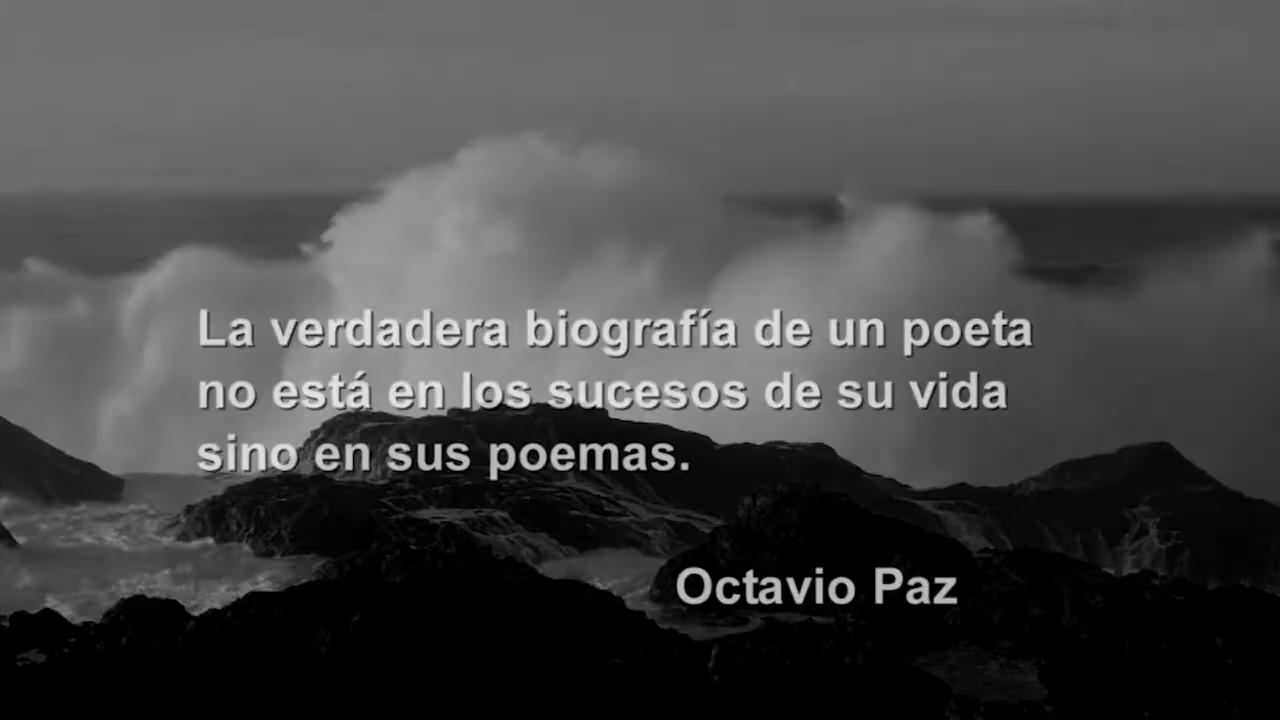 La verdadera biografía de un poeta
no está en los sucesos de su vida
sino en sus poemas.
Octavio Paz